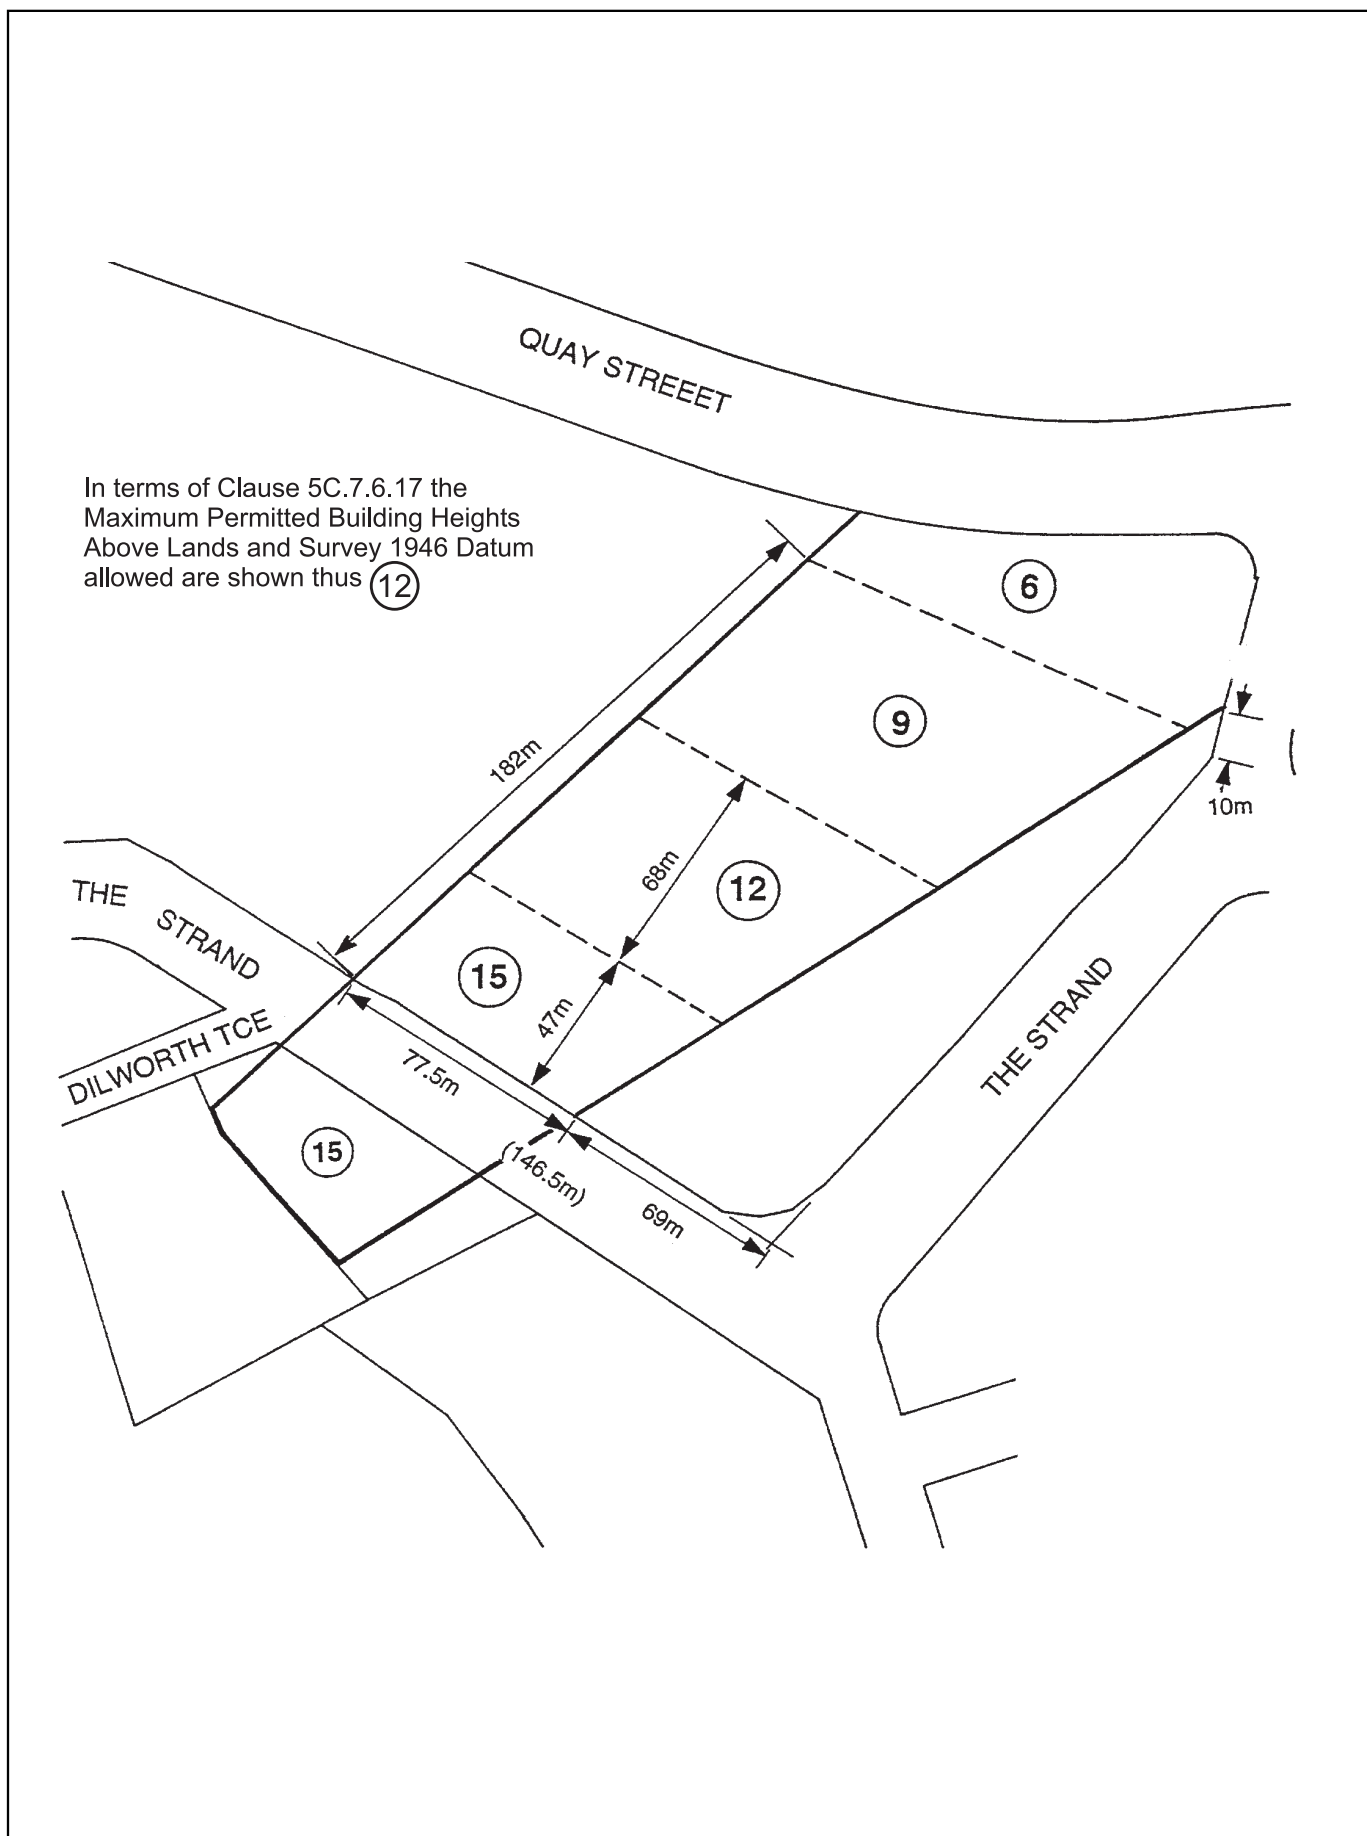 QUAY STREEET
In terms of Clause 5C.7.6.17 the
Maximum Permitted Building Heights
Above Lands and Survey 1946 Datum
allowed are shown thus 12
6
9
182m
10m
68m
12
THE STRAND
15
47m
THE STRAND
DILWORTH TCE
77.5m
15
(146.5m)
69m